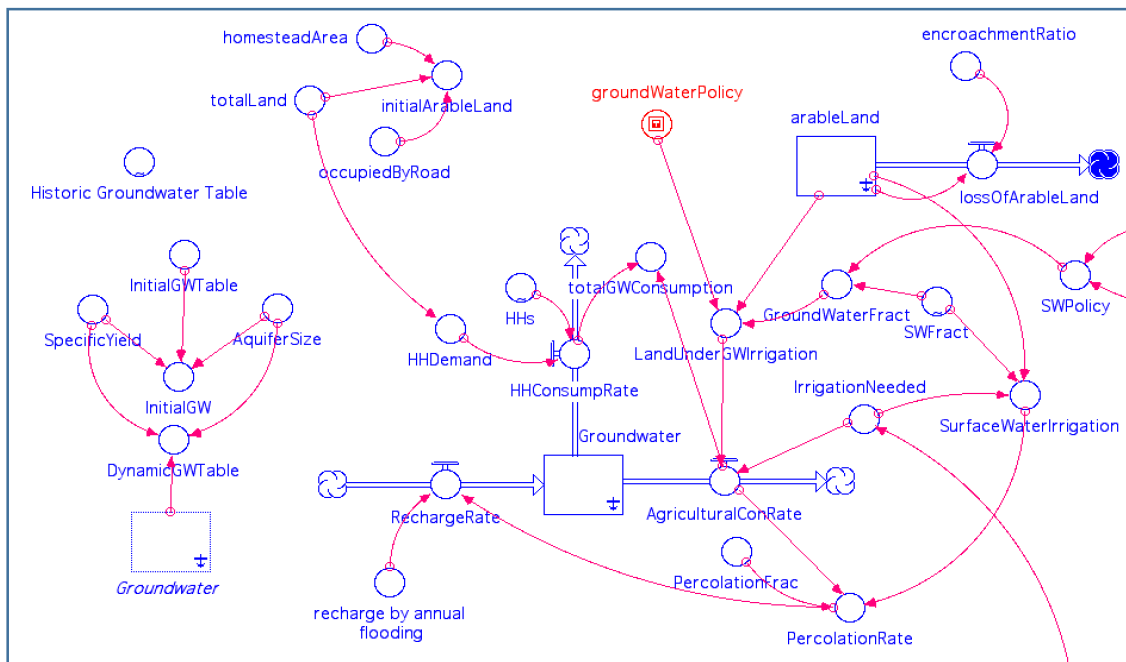 homesteadArea
encroachmentRatio
totalLand
initialArableLand
groundWaterPolicy
arableLand
occupiedByRoad
Historic Groundwater Table
lossOfArableLand
InitialGWTable
totalGWConsumption
SWPolicy
HHs
GroundWaterFract
SWFract
SpecificYield
AquiferSize
HHDemand
LandUnderGWIrrigation
HHConsumpRate
IrrigationNeeded
InitialGW
SurfaceWaterIrrigation
Groundwater
DynamicGWTable
RechargeRate
AgriculturalConRate
Groundwater
PercolationFrac
recharge by annual
flooding
PercolationRate